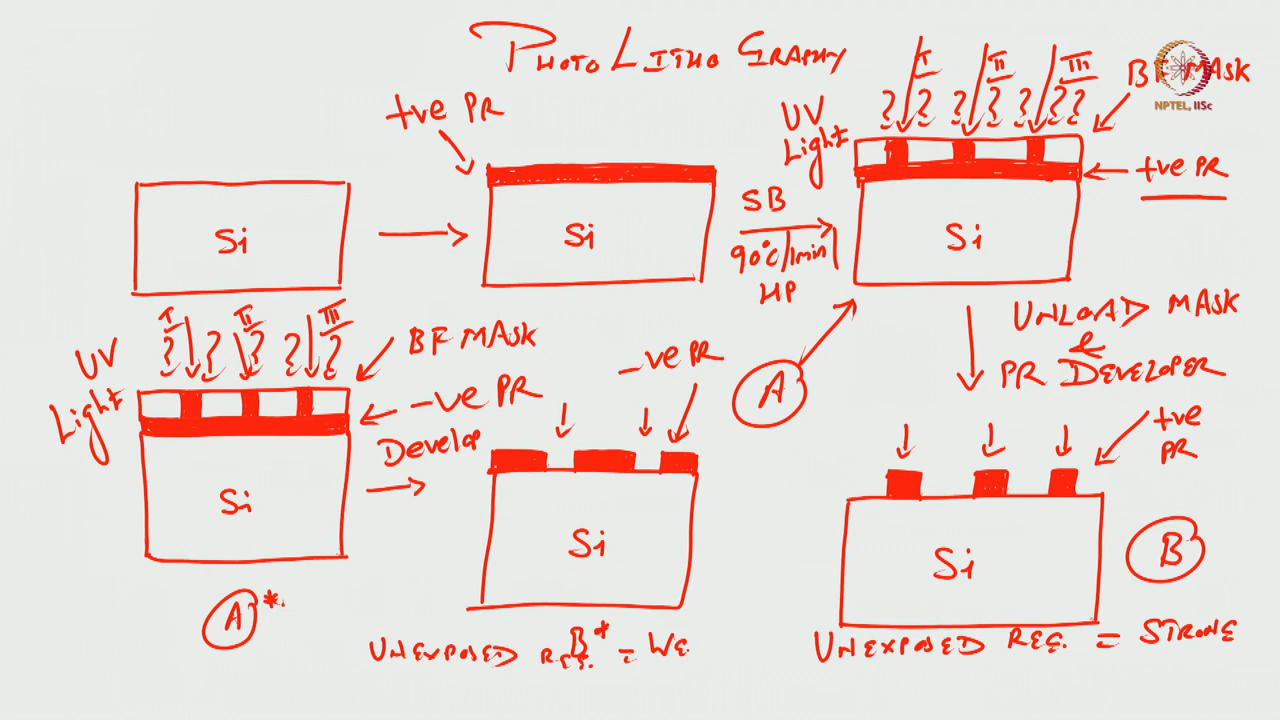 PHOTO LITHO GRAPHY
+ve PR
Si
Si
SB
90°C/1min
HP
UV
Light
I
II
III
BF MASK
NPTEL, IISc
+ve PR
Si
A
UNLOAD MASK
&
PR DEVELOPER
+ve
PR
Si
B
UNEXPOSED REG. = STRONG
UV
Light
I
II
III
BF MASK
-ve PR
Si
A*
Develop
-ve PR
Si
B*
UNEXPOSED REG. = WE